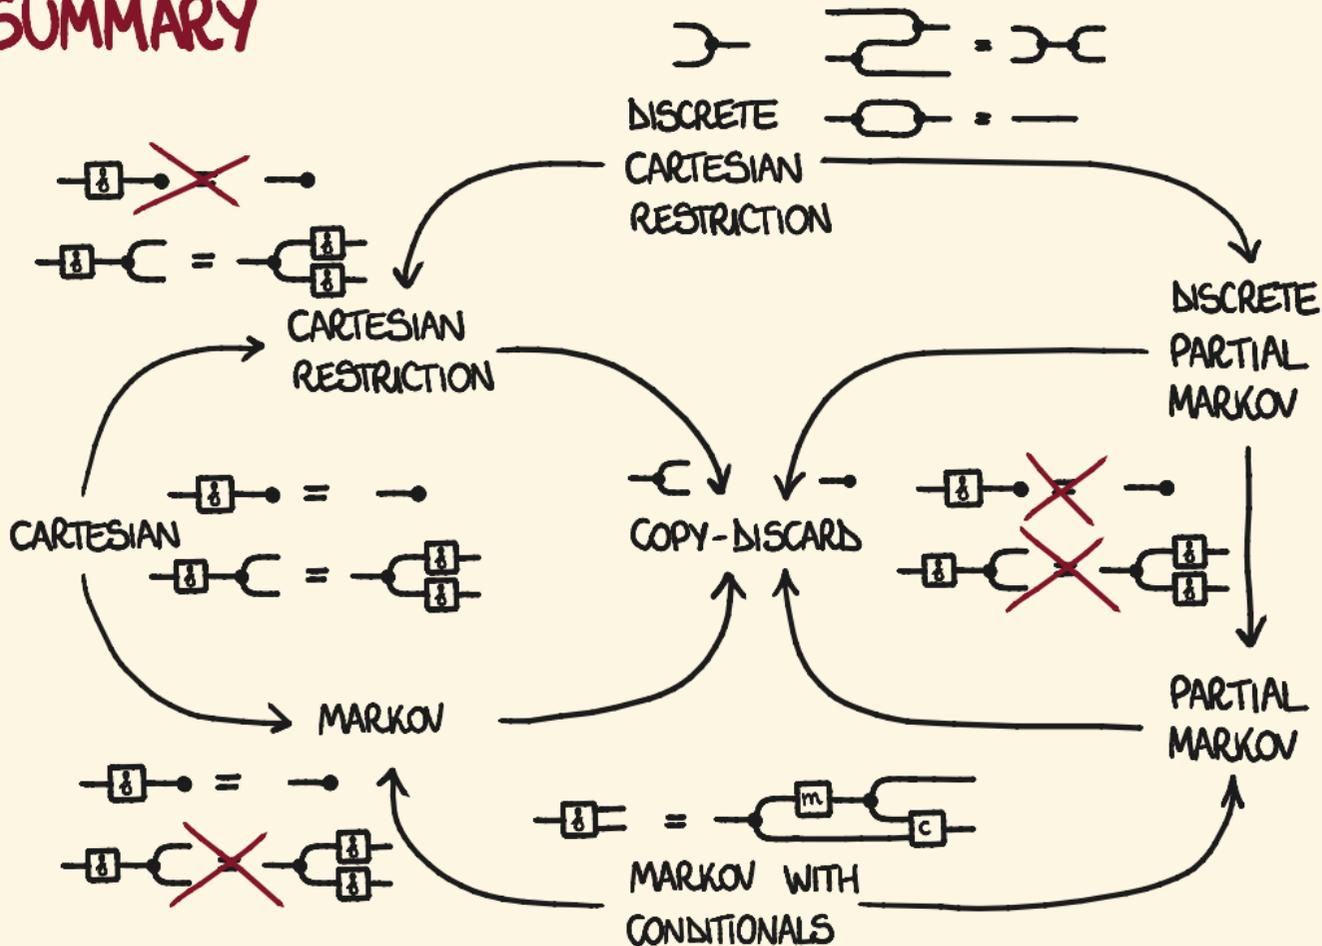 SUMMARY
DISCRETE
CARTESIAN
RESTRICTION
CARTESIAN
RESTRICTION
DISCRETE
PARTIAL
MARKOV
CARTESIAN
COPY-DISCARD
MARKOV
PARTIAL
MARKOV
m
c
MARKOV WITH
CONDITIONALS